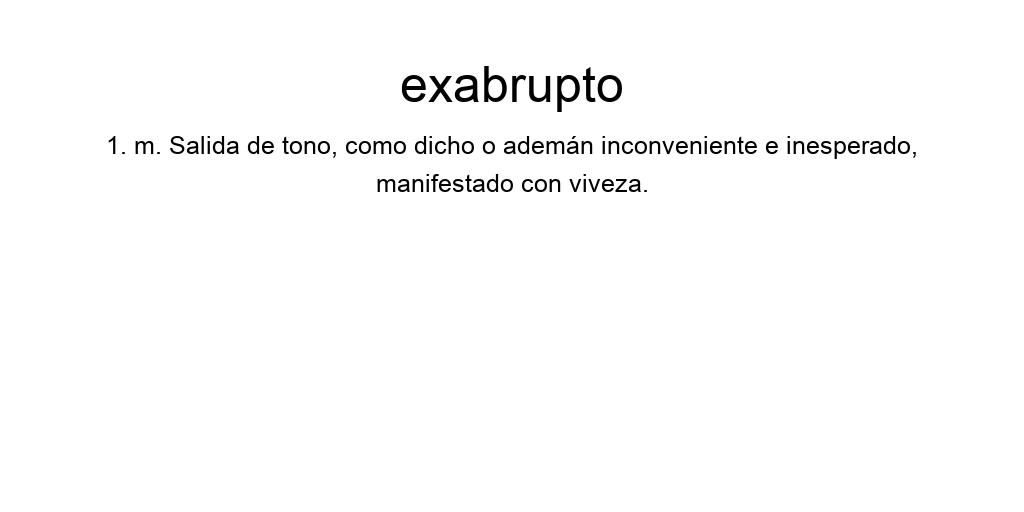 exabrupto
1. m. Salida de tono, como dicho o ademán inconveniente e inesperado,
manifestado con viveza.